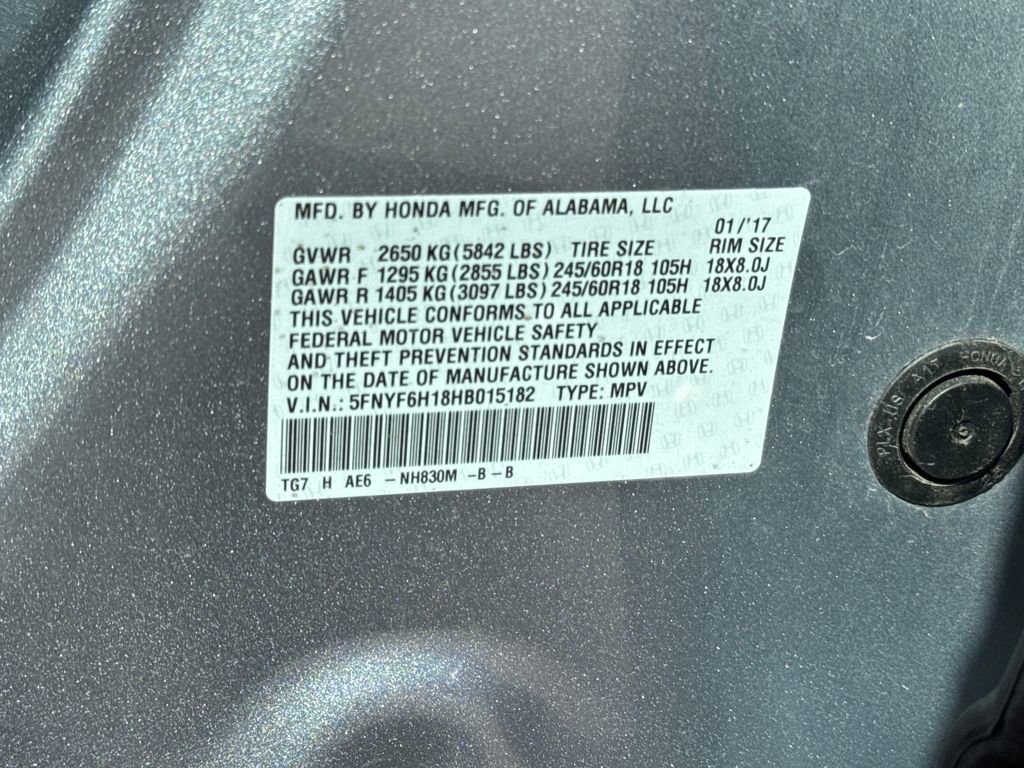 MFD. BY HONDA MFG. OF ALABAMA, LLC
01/'17
GVWR 2650 KG (5842 LBS) TIRE SIZE RIM SIZE
GAWR F 1295 KG (2855 LBS) 245/60R18 105H 18X8.0J
GAWR R 1405 KG (3097 LBS) 245/60R18 105H 18X8.0J
THIS VEHICLE CONFORMS TO ALL APPLICABLE
FEDERAL MOTOR VEHICLE SAFETY
AND THEFT PREVENTION STANDARDS IN EFFECT
ON THE DATE OF MANUFACTURE SHOWN ABOVE.
V.I.N.: 5FNYF6H18HB015182 TYPE: MPV
TG7 H AE6 -NH830M -B-B